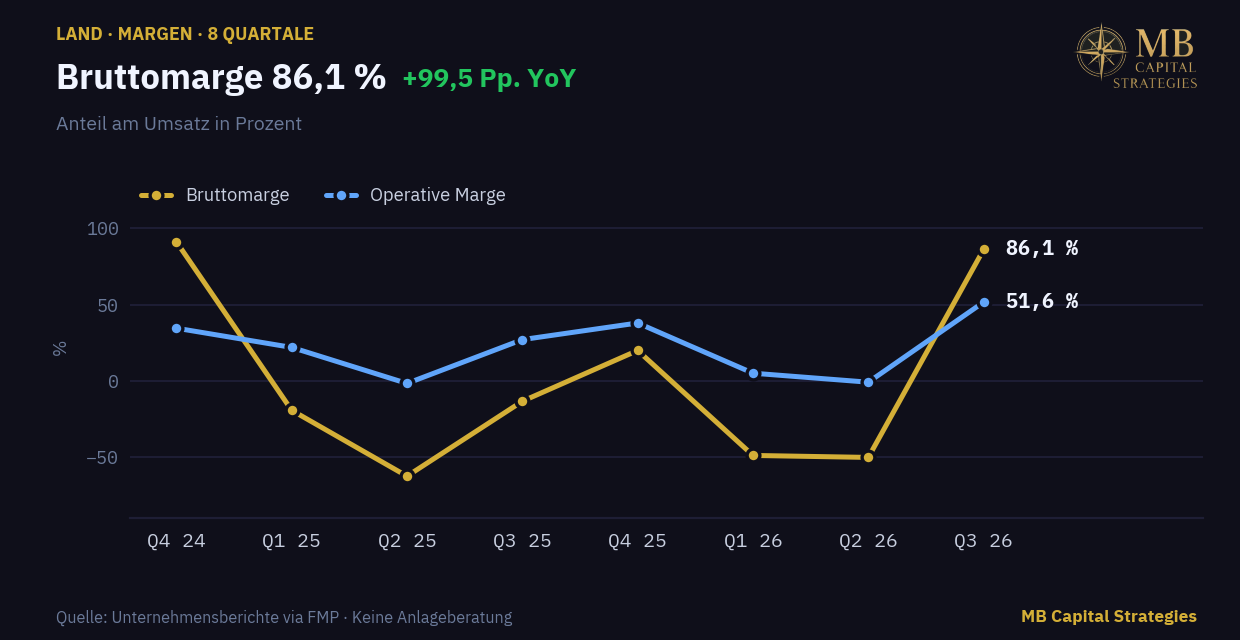 LAND · MARGEN · 8 QUARTALE
Bruttomarge 86,1 % +99,5 Pp. YoY
Anteil am Umsatz in Prozent
MB
CAPITAL
STRATEGIES
Bruttomarge Operative Marge
100
50
0
−50
%
86,1 %
51,6 %
Q4 24 Q1 25 Q2 25 Q3 25 Q4 25 Q1 26 Q2 26 Q3 26
Quelle: Unternehmensberichte via FMP · Keine Anlageberatung
MB Capital Strategies